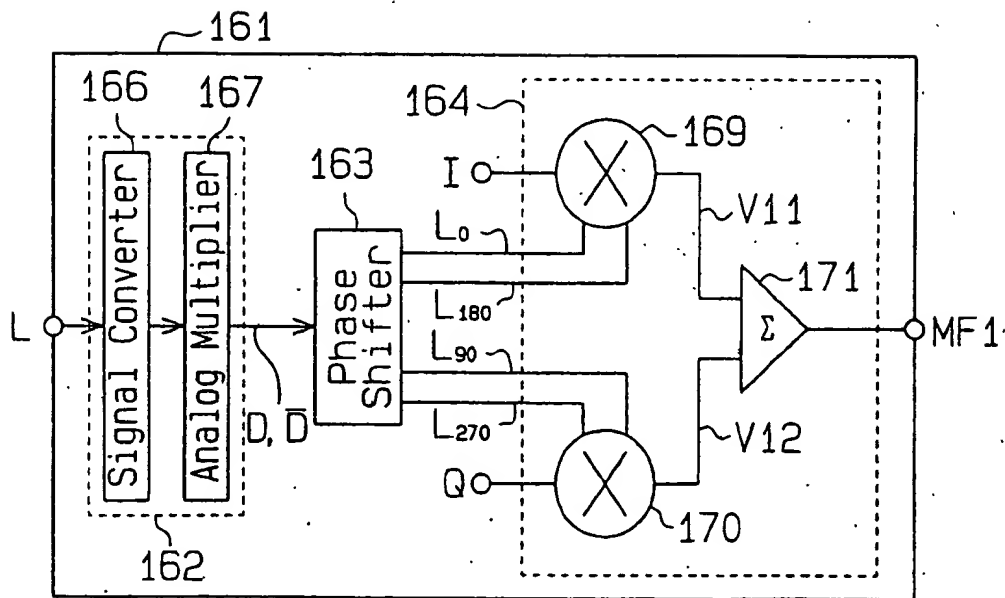 161
166
167
164
169
163
I
V11
L0
171
Signal Converter
Analog Multiplier
Phase Shifter
L180
Σ
L
MF1
L90
D, D̅
L270
V12
Q
170
162